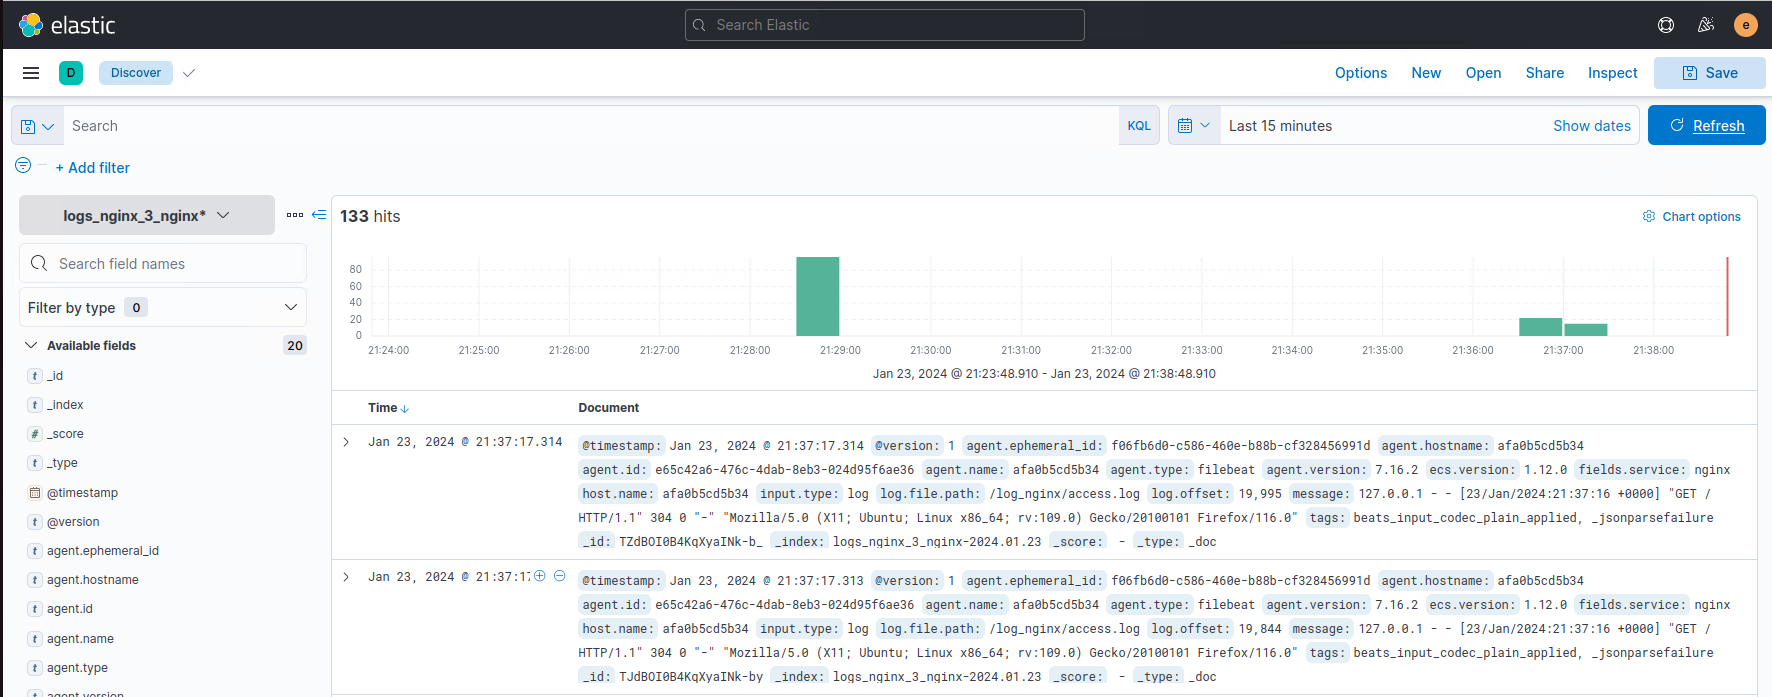 elastic
Search Elastic
e
D
Discover
Options
New
Open
Share
Inspect
Save
Search
KQL
Last 15 minutes
Show dates
Refresh
+ Add filter
logs_nginx_3_nginx*
Search field names
Filter by type 0
Available fields 20
t _id
t _index
# _score
t _type
@timestamp
t @version
t agent.ephemeral_id
t agent.hostname
t agent.id
t agent.name
t agent.type
t agent.version
133 hits
Chart options
80
60
40
20
0
21:24:00 21:25:00 21:26:00 21:27:00 21:28:00 21:29:00 21:30:00 21:31:00 21:32:00 21:33:00 21:34:00 21:35:00 21:36:00 21:37:00 21:38:00
Jan 23, 2024 @ 21:23:48.910 - Jan 23, 2024 @ 21:38:48.910
Time Document
Jan 23, 2024 @ 21:37:17.314
@timestamp: Jan 23, 2024 @ 21:37:17.314 @version: 1 agent.ephemeral_id: f06fb6d0-c586-460e-b88b-cf328456991d agent.hostname: afa0b5cd5b34
agent.id: e65c42a6-476c-4dab-8eb3-024d95f6ae36 agent.name: afa0b5cd5b34 agent.type: filebeat agent.version: 7.16.2 ecs.version: 1.12.0 fields.service: nginx
host.name: afa0b5cd5b34 input.type: log log.file.path: /log_nginx/access.log log.offset: 19,995 message: 127.0.0.1 - - [23/Jan/2024:21:37:16 +0000] "GET /
HTTP/1.1" 304 0 "-" "Mozilla/5.0 (X11; Ubuntu; Linux x86_64; rv:109.0) Gecko/20100101 Firefox/116.0" tags: beats_input_codec_plain_applied, _jsonparsefailure
_id: TZdBOI0B4KqXyaINk-b_ _index: logs_nginx_3_nginx-2024.01.23 _score: - _type: _doc
Jan 23, 2024 @ 21:37:17
@timestamp: Jan 23, 2024 @ 21:37:17.313 @version: 1 agent.ephemeral_id: f06fb6d0-c586-460e-b88b-cf328456991d agent.hostname: afa0b5cd5b34
agent.id: e65c42a6-476c-4dab-8eb3-024d95f6ae36 agent.name: afa0b5cd5b34 agent.type: filebeat agent.version: 7.16.2 ecs.version: 1.12.0 fields.service: nginx
host.name: afa0b5cd5b34 input.type: log log.file.path: /log_nginx/access.log log.offset: 19,844 message: 127.0.0.1 - - [23/Jan/2024:21:37:16 +0000] "GET /
HTTP/1.1" 304 0 "-" "Mozilla/5.0 (X11; Ubuntu; Linux x86_64; rv:109.0) Gecko/20100101 Firefox/116.0" tags: beats_input_codec_plain_applied, _jsonparsefailure
_id: TJdBOI0B4KqXyaINk-by _index: logs_nginx_3_nginx-2024.01.23 _score: - _type: _doc